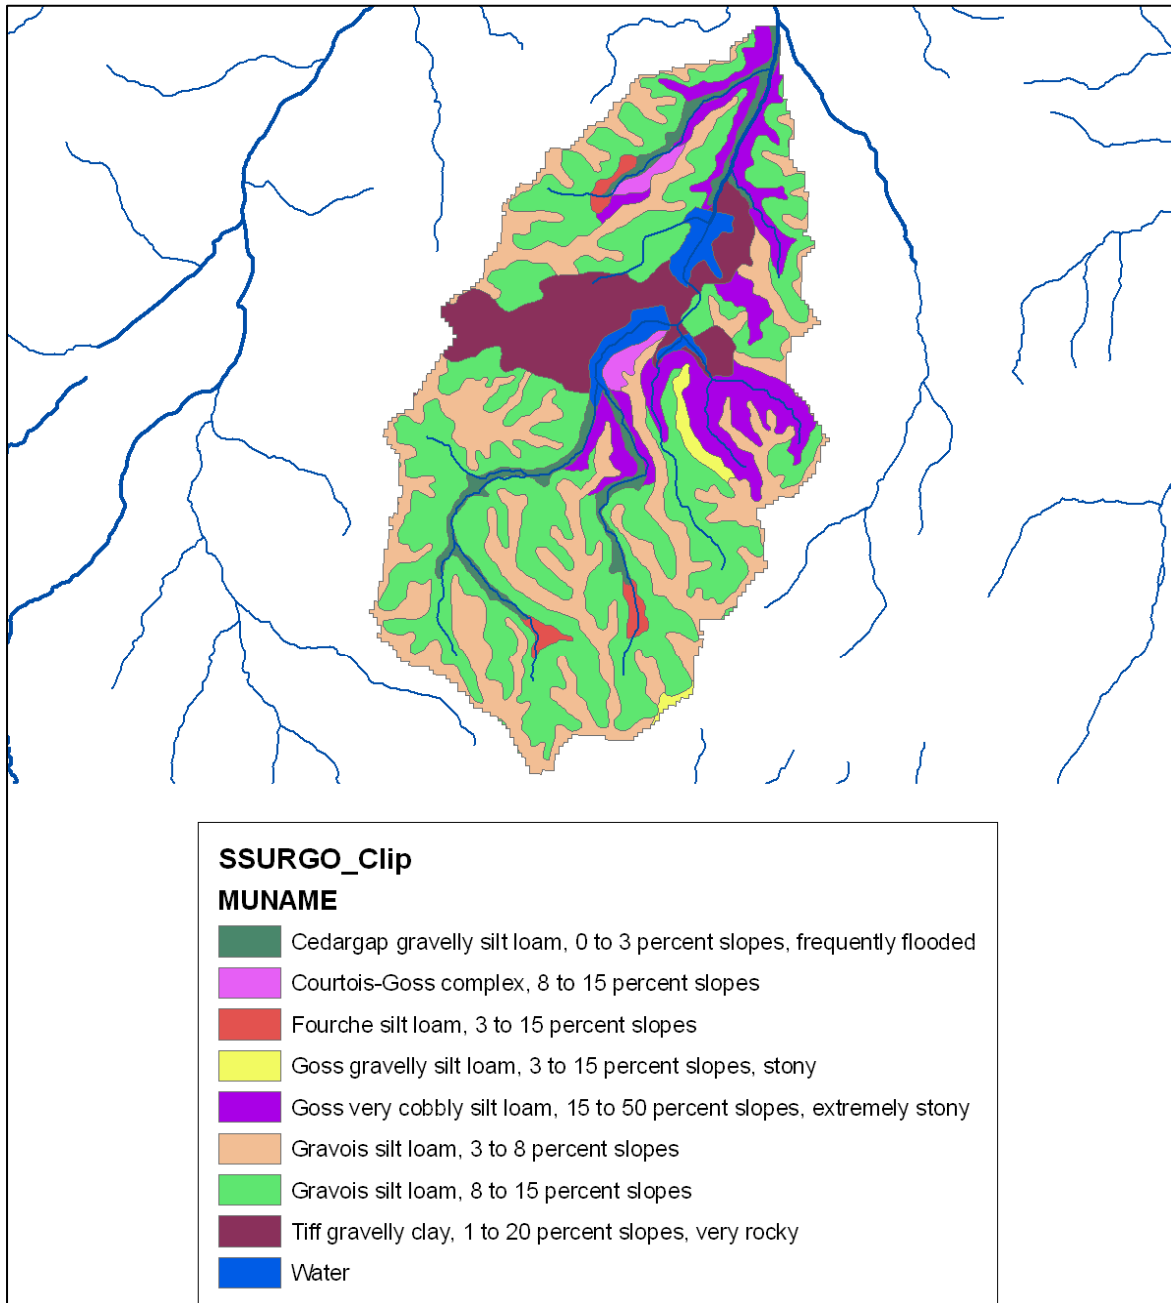 SSURGO_Clip
MUNAME
Cedargap gravelly silt loam, 0 to 3 percent slopes, frequently flooded
Courtois-Goss complex, 8 to 15 percent slopes
Fourche silt loam, 3 to 15 percent slopes
Goss gravelly silt loam, 3 to 15 percent slopes, stony
Goss very cobbly silt loam, 15 to 50 percent slopes, extremely stony
Gravois silt loam, 3 to 8 percent slopes
Gravois silt loam, 8 to 15 percent slopes
Tiff gravelly clay, 1 to 20 percent slopes, very rocky
Water